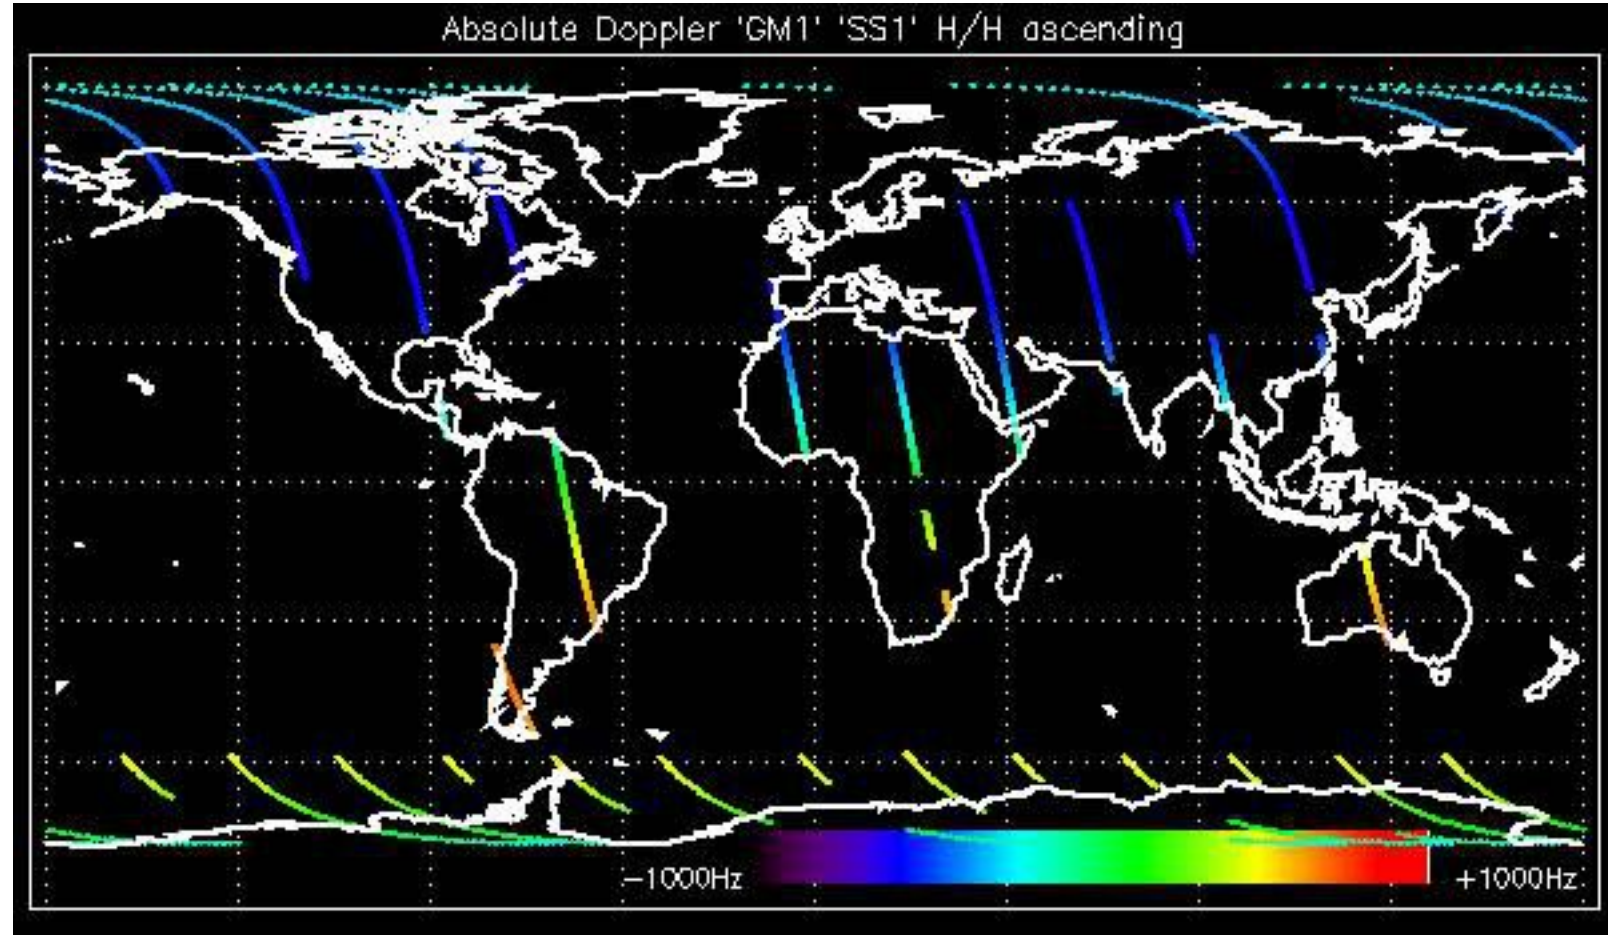 Absolute Doppler 'GM1' 'SS1' H/H ascending
−1000Hz
+1000Hz